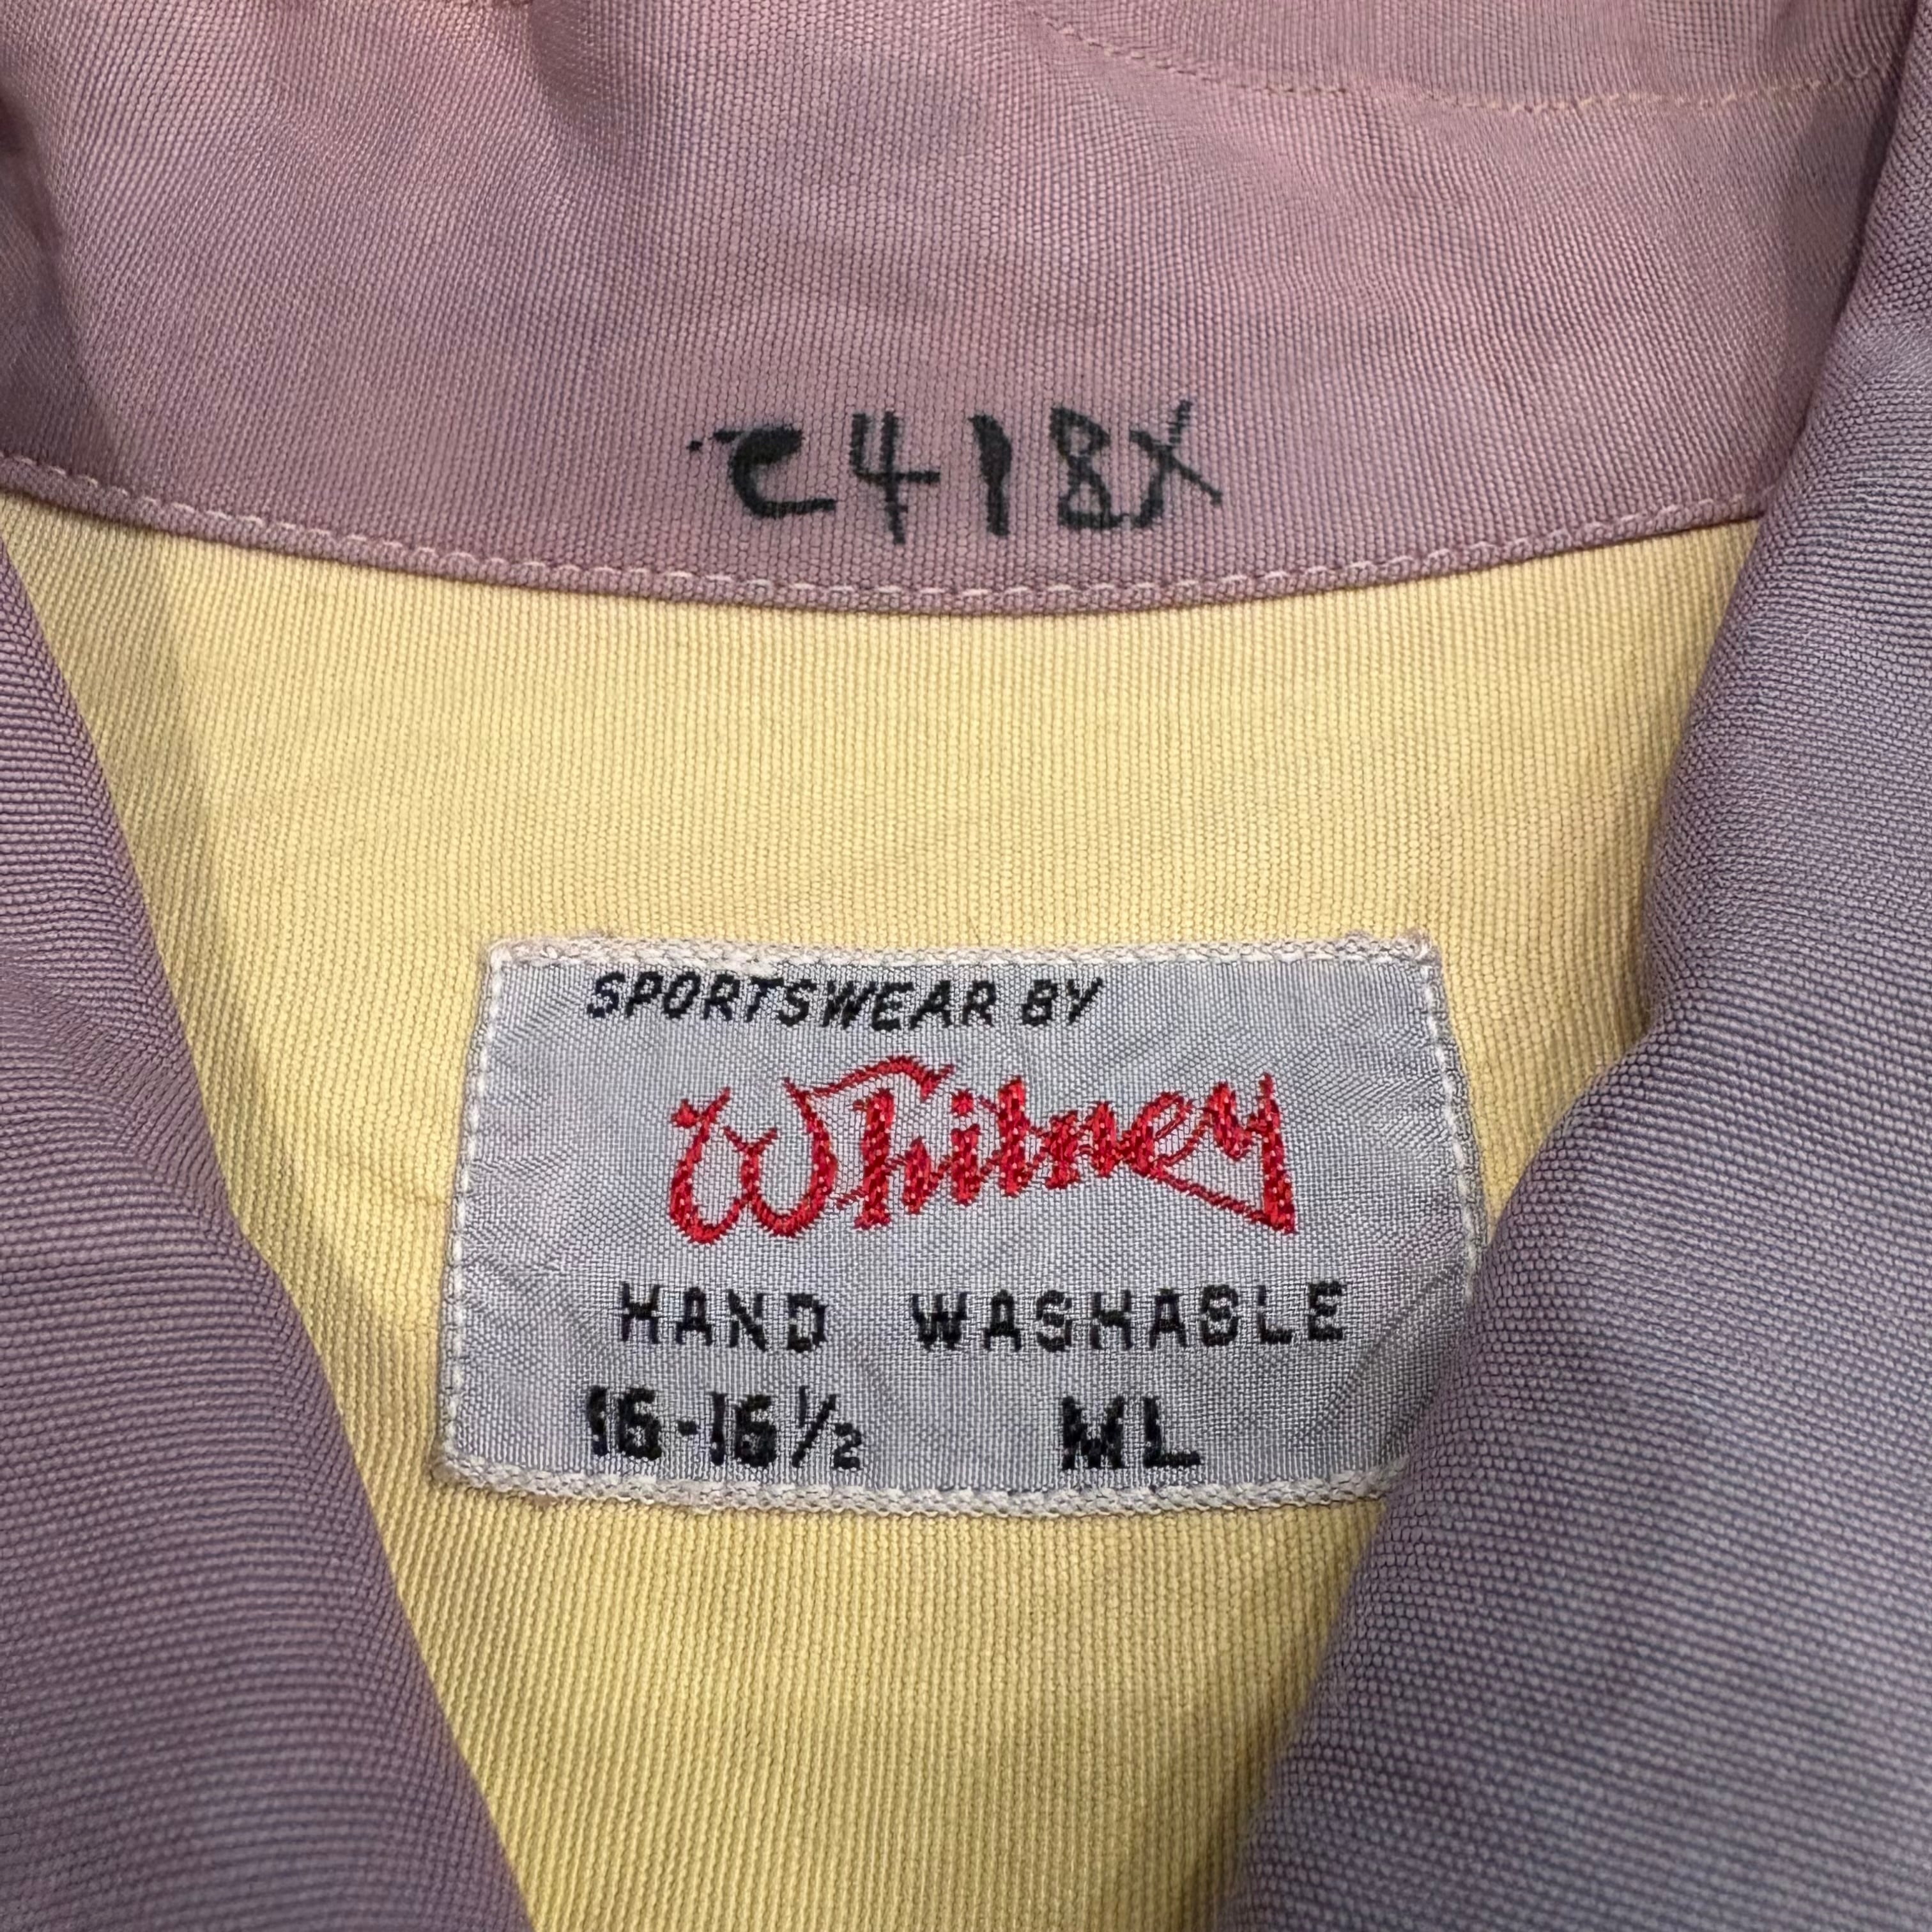 C418X
SPORTSWEAR BY
Whitney
HAND WASHABLE
16-16½ ML